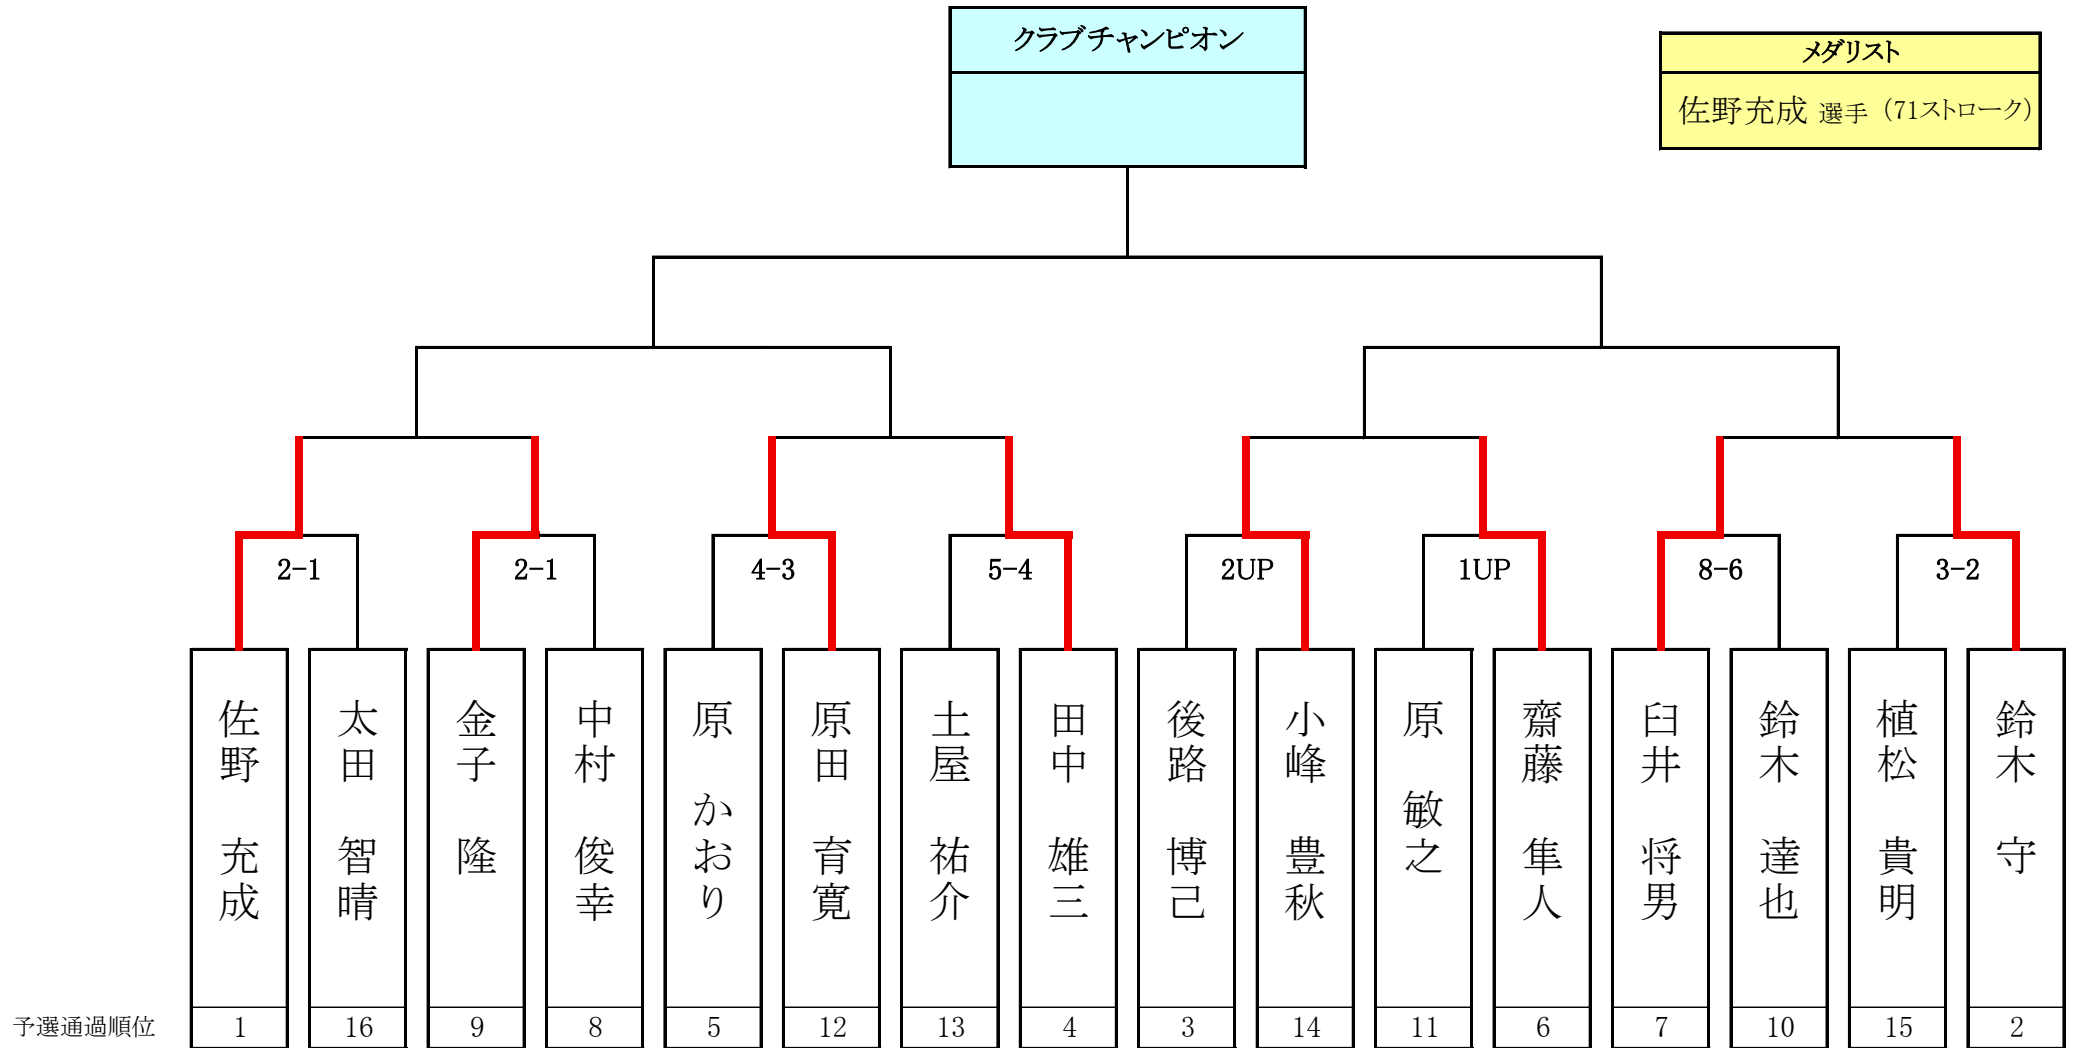 クラブチャンピオン
メダリスト
佐野充成 選手（71ストローク）
2-1
2-1
4-3
5-4
2UP
1UP
8-6
3-2
佐野 充成
太田 智晴
金子 隆
中村 俊幸
原 かおり
原田 育寛
土屋 祐介
田中 雄三
後路 博己
小峰 豊秋
原 敏之
齋藤 隼人
臼井 将男
鈴木 達也
植松 貴明
鈴木 守
予選通過順位 1 16 9 8 5 12 13 4 3 14 11 6 7 10 15 2